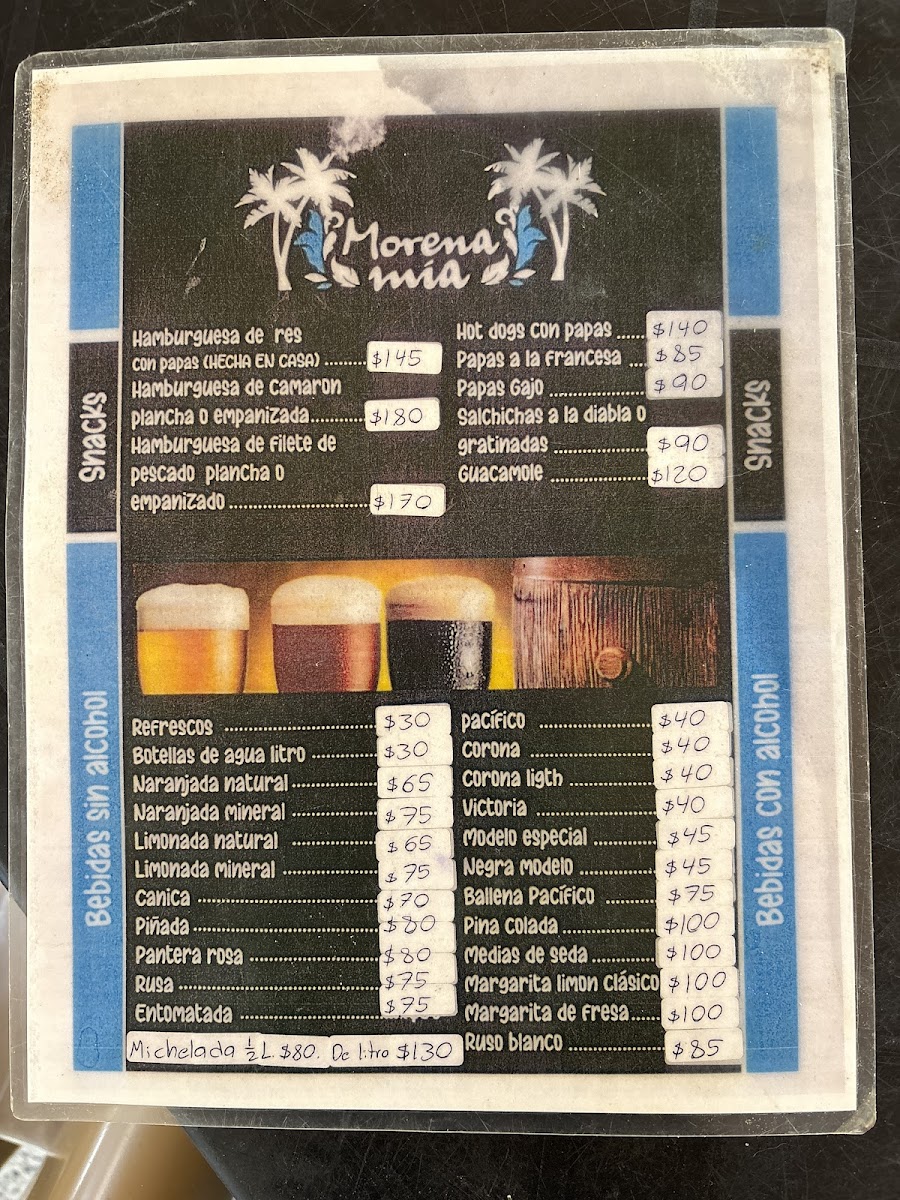 Morena
mía
Snacks
Hamburguesa de res
con papas (HECHA EN CASA) ........ $145
Hamburguesa de camaron
plancha o empanizada.......... $180
Hamburguesa de filete de
pescado plancha o
empanizado ........................ $170
Hot dogs con papas ..... $140
Papas a la francesa ... $85
Papas Gajo .................. $90
Salchichas a la diabla o
gratinadas ................. $90
Guacamole .................. $120
Snacks
Bebidas sin alcohol
Refrescos ........................... $30
Botellas de agua litro ............ $30
Naranjada natural ............... $65
Naranjada mineral ................ $75
Limonada natural ................ $65
Limonada mineral ................. $75
Canica ................................ $70
Piñada ................................. $80
Pantera rosa ........................ $80
Rusa .................................... $75
Entomatada ......................... $75
Michelada ½ L. $80. De litro $130
pacífico .................... $40
Corona ....................... $40
Corona ligth ............... $40
Victoria ..................... $40
Modelo especial .......... $45
Negra modelo ............. $45
Ballena Pacífico ........ $75
Pina colada ............... $100
Medias de seda ........... $100
Margarita limon clásico $100
Margarita de fresa..... $100
Ruso blanco ................ $85
Bebidas con alcohol